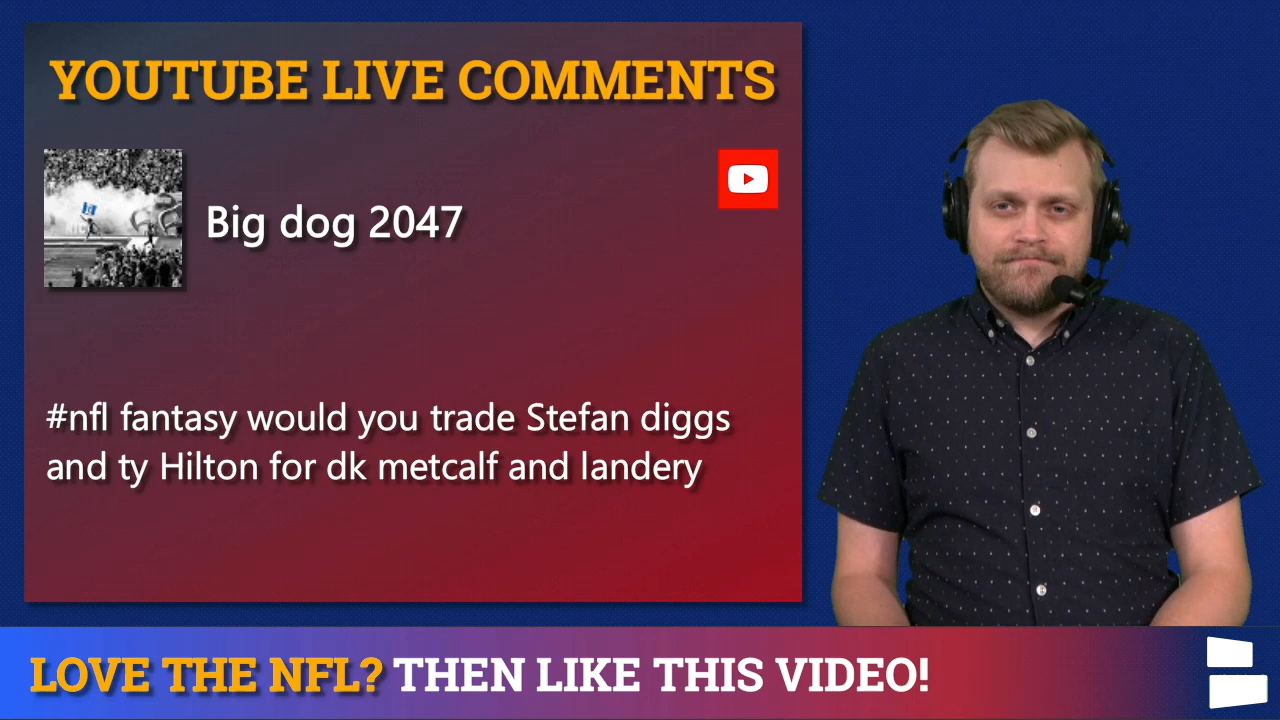 YOUTUBE LIVE COMMENTS
Big dog 2047
#nfl fantasy would you trade Stefan diggs
and ty Hilton for dk metcalf and landery
LOVE THE NFL? THEN LIKE THIS VIDEO!